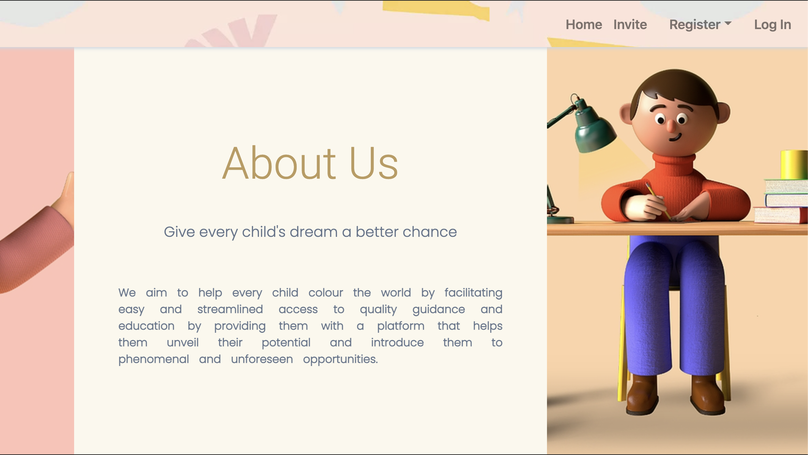 Home Invite Register Log In
About Us
Give every child's dream a better chance
We aim to help every child colour the world by facilitating
easy and streamlined access to quality guidance and
education by providing them with a platform that helps
them unveil their potential and introduce them to
phenomenal and unforeseen opportunities.